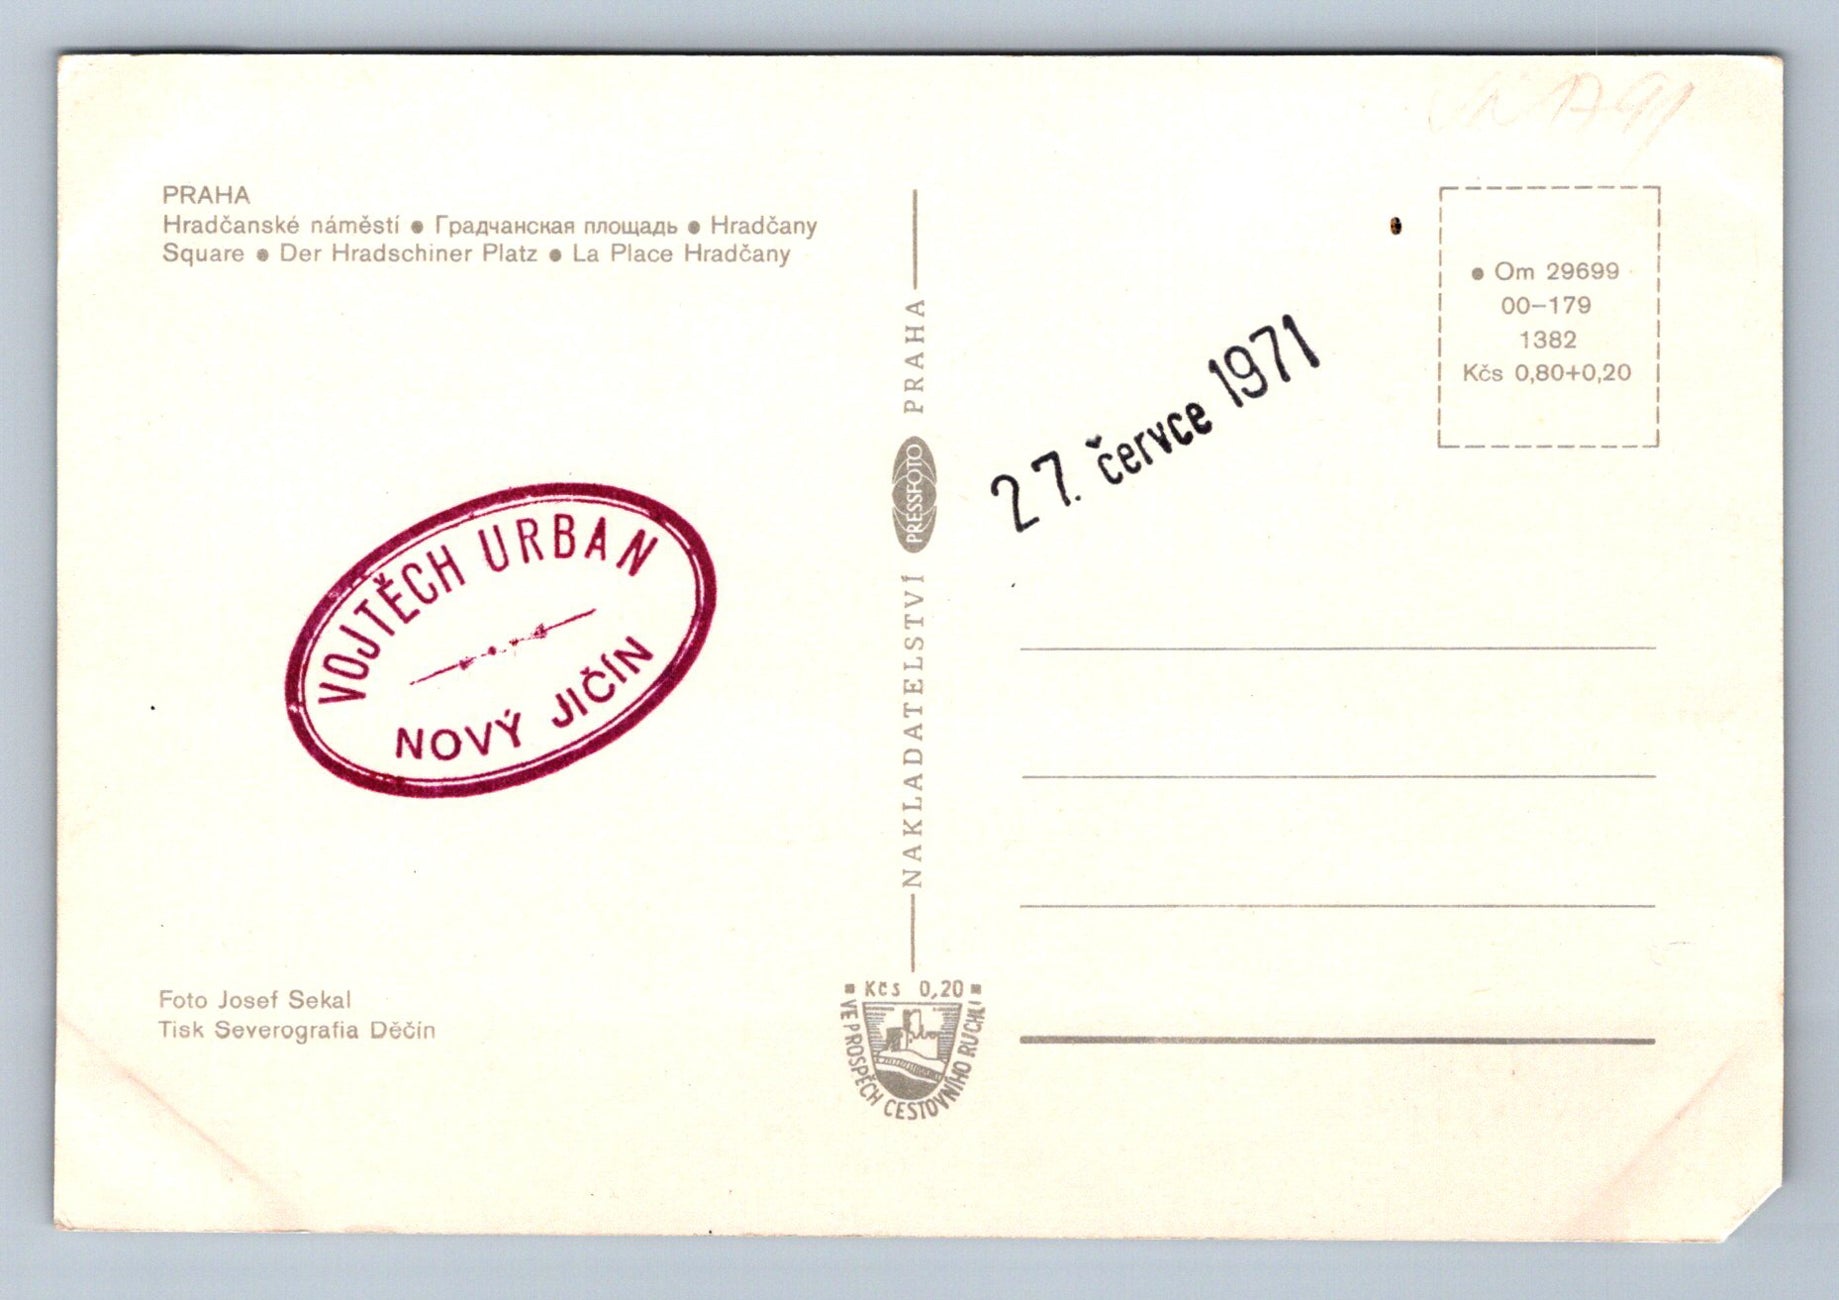 PRAHA
Hradčanské náměstí ● Градчанская площадь ● Hradčany
Square ● Der Hradschiner Platz ● La Place Hradčany
VOJTĚCH URBAN
NOVÝ JIČÍN
Foto Josef Sekal
Tisk Severografia Děčín
NAKLADATELSTVÍ PRESSFOTO PRAHA
Kčs 0,20
VE PROSPĚCH CESTOVNÍHO RUCHU
27. červce 1971
● Om 29699
00-179
1382
Kčs 0,80+0,20